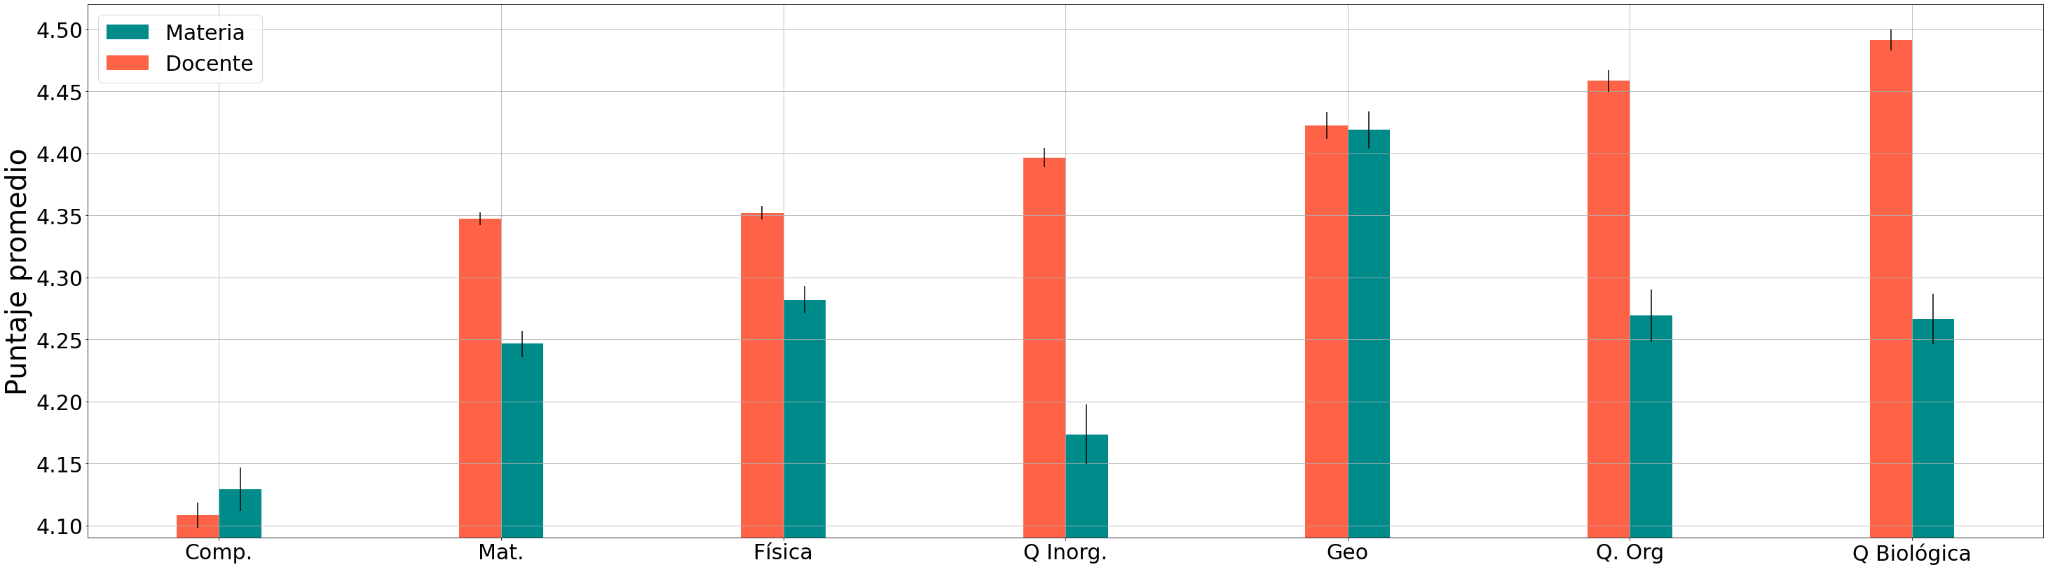 Materia
Docente
Puntaje promedio
4.50
4.45
4.40
4.35
4.30
4.25
4.20
4.15
4.10
Comp. Mat. Física Q Inorg. Geo Q. Org Q Biológica